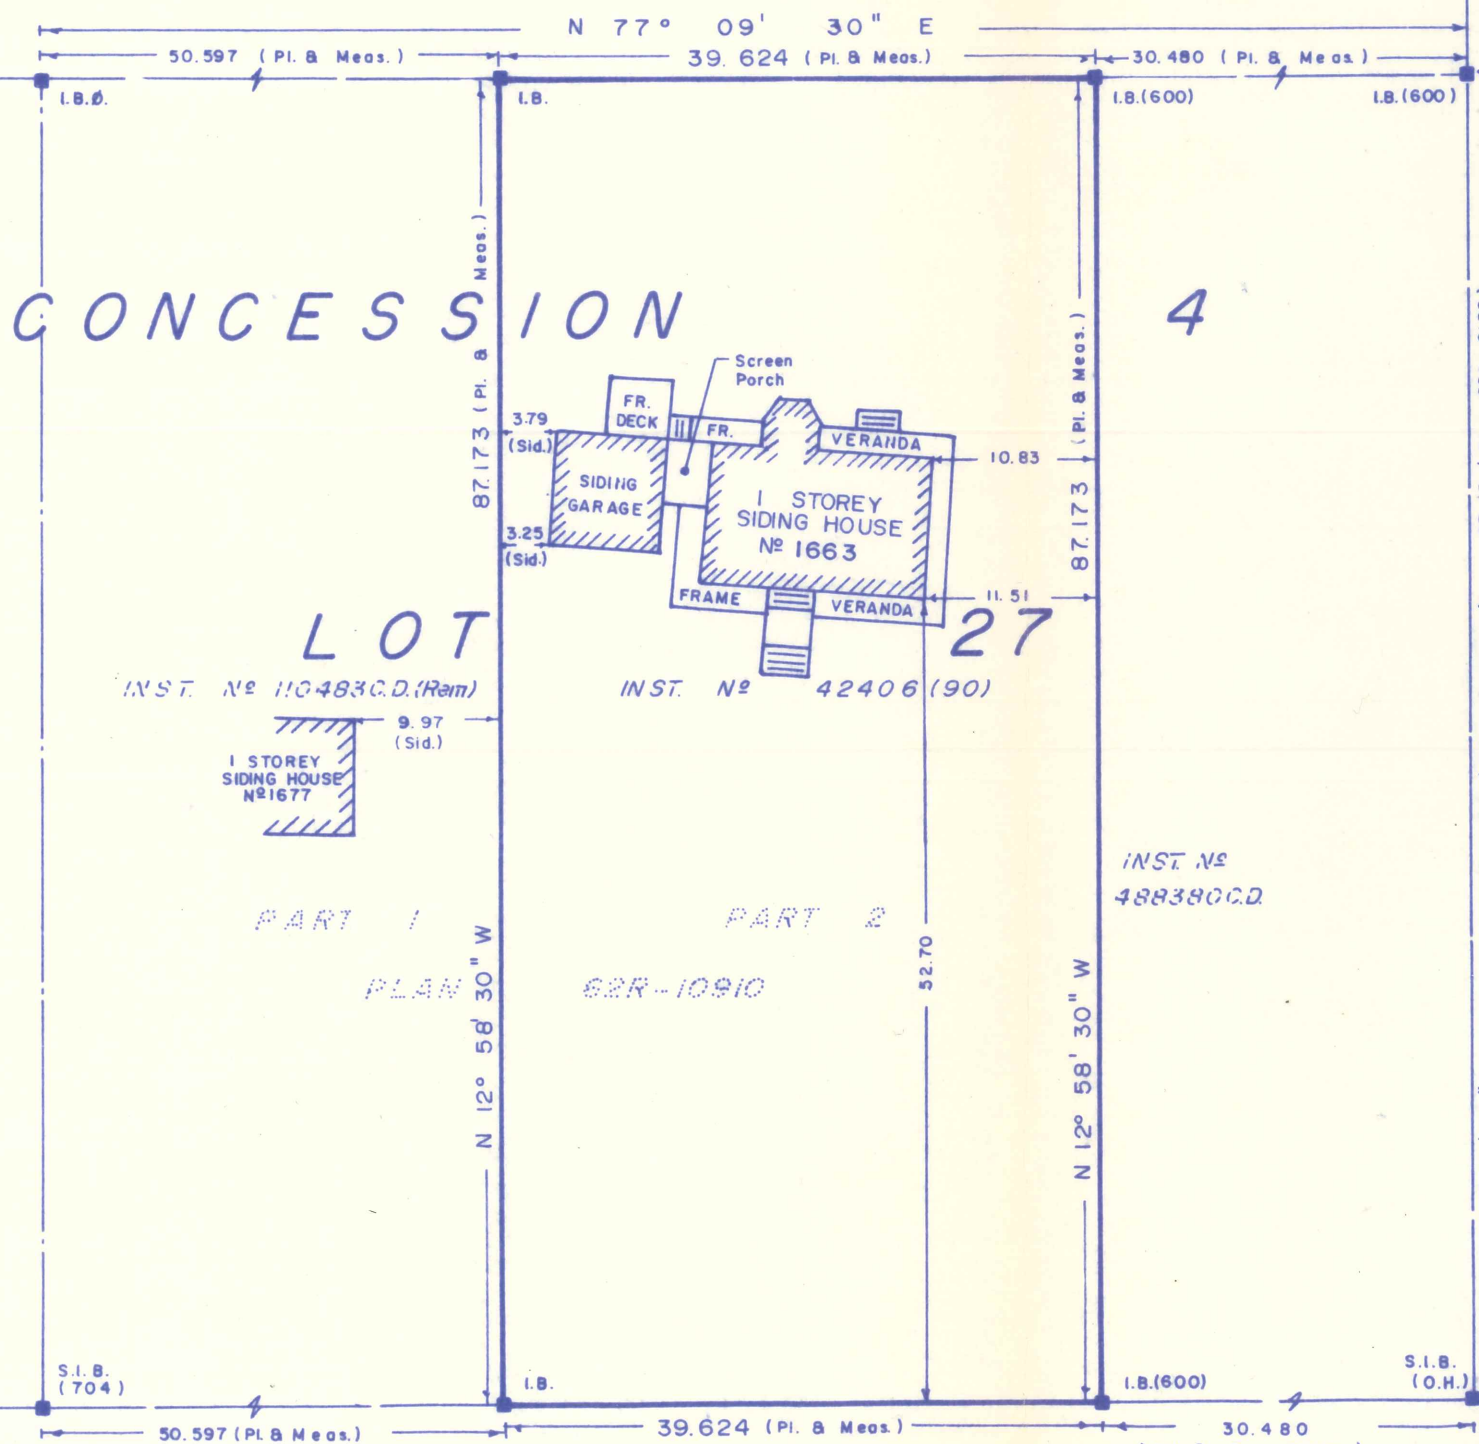 N 77° 09' 30" E
50.597 (Pl. & Meas.)
39.624 (Pl. & Meas.)
30.480 (Pl. & Meas.)
I.B.Ø.
I.B.
I.B.(600)
I.B.(600)
87.173 (Pl. & Meas.)
87.173 (Pl. & Meas.)
CONCESSION 4
Screen
Porch
FR.
DECK
FR.
VERANDA
3.79
(Sid.)
10.83
SIDING
GARAGE
1 STOREY
SIDING HOUSE
Nº 1663
3.25
(Sid.)
11.51
FRAME
VERANDA
LOT 27
INST. Nº 110483C.D.(Rem)
INST. Nº 42406 (90)
9.97
(Sid.)
1 STOREY
SIDING HOUSE
Nº1677
INST. Nº
488380C.D.
PART 1
PART 2
52.70
PLAN 62R-10910
N 12° 58' 30" W
N 12° 58' 30" W
S.I.B.
(704)
I.B.
I.B.(600)
S.I.B.
(O.H.)
50.597 (Pl. & Meas.)
39.624 (Pl. & Meas.)
30.480